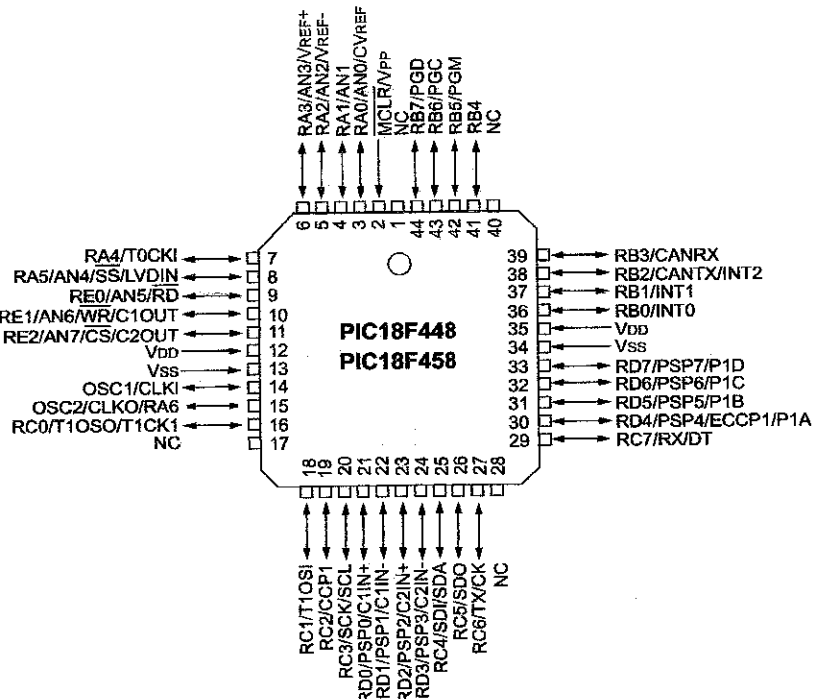 RA3/AN3/VREF+
RA2/AN2/VREF-
RA1/AN1
RA0/AN0/CVREF
MCLR/VPP
NC
RB7/PGD
RB6/PGC
RB5/PGM
RB4
NC
6
5
4
3
2
1
44
43
42
41
40
RA4/T0CKI 7
RA5/AN4/SS/LVDIN 8
RE0/AN5/RD 9
RE1/AN6/WR/C1OUT 10
RE2/AN7/CS/C2OUT 11
VDD 12
VSS 13
OSC1/CLKI 14
OSC2/CLKO/RA6 15
RC0/T1OSO/T1CK1 16
NC 17
PIC18F448
PIC18F458
39 RB3/CANRX
38 RB2/CANTX/INT2
37 RB1/INT1
36 RB0/INT0
35 VDD
34 VSS
33 RD7/PSP7/P1D
32 RD6/PSP6/P1C
31 RD5/PSP5/P1B
30 RD4/PSP4/ECCP1/P1A
29 RC7/RX/DT
18
19
20
21
22
23
24
25
26
27
28
RC1/T1OSI
RC2/CCP1
RC3/SCK/SCL
RD0/PSP0/C1IN+
RD1/PSP1/C1IN-
RD2/PSP2/C2IN+
RD3/PSP3/C2IN-
RC4/SDI/SDA
RC5/SDO
RC6/TX/CK
NC